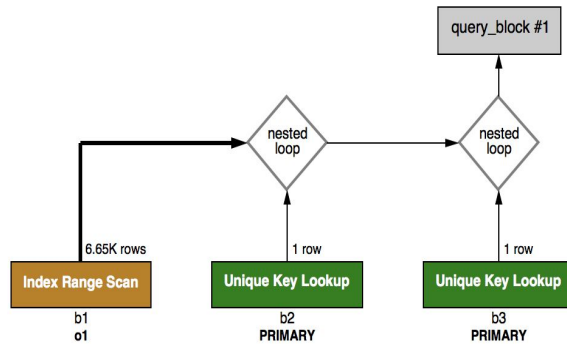 query_block #1
nested
loop
nested
loop
6.65K rows
1 row
1 row
Index Range Scan
Unique Key Lookup
Unique Key Lookup
b1
b2
b3
o1
PRIMARY
PRIMARY